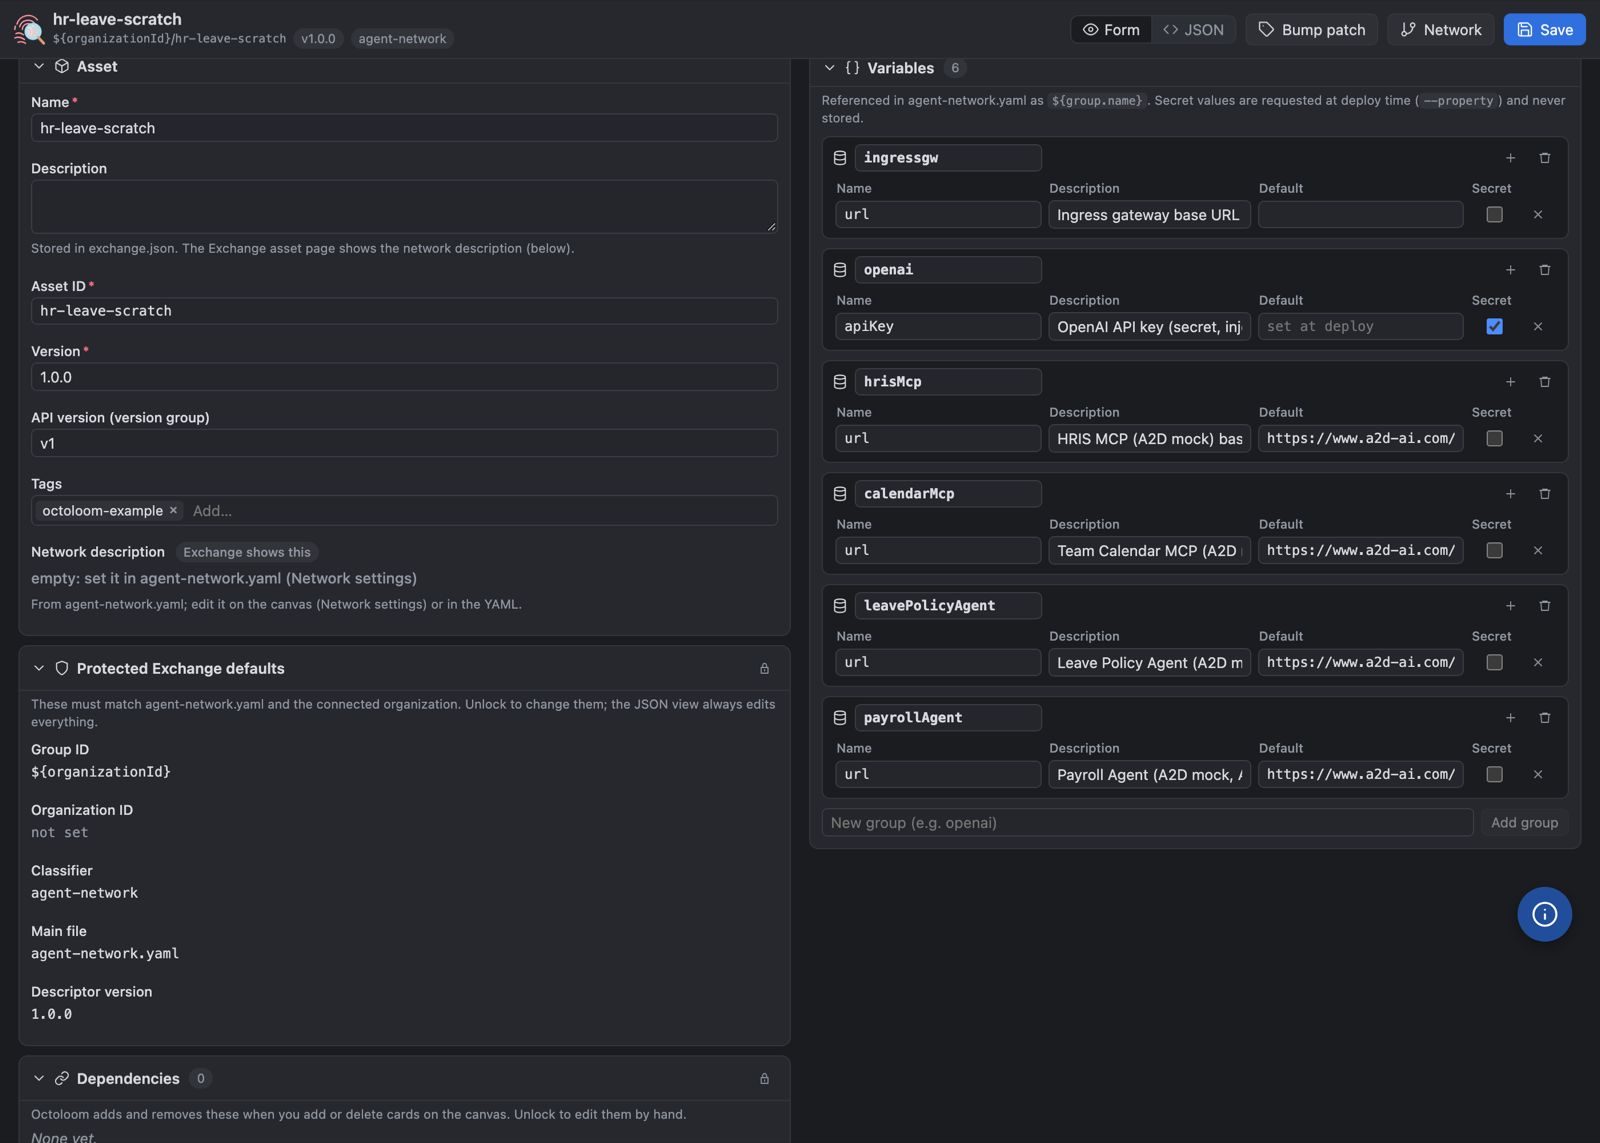 hr-leave-scratch
${organizationId}/hr-leave-scratch v1.0.0 agent-network
Form
<> JSON
Bump patch
Network
Save
Asset
Name*
hr-leave-scratch
Description
Stored in exchange.json. The Exchange asset page shows the network description (below).
Asset ID*
hr-leave-scratch
Version*
1.0.0
API version (version group)
v1
Tags
octoloom-example × Add...
Network description Exchange shows this
empty: set it in agent-network.yaml (Network settings)
From agent-network.yaml; edit it on the canvas (Network settings) or in the YAML.
Protected Exchange defaults
These must match agent-network.yaml and the connected organization. Unlock to change them; the JSON view always edits
everything.
Group ID
${organizationId}
Organization ID
not set
Classifier
agent-network
Main file
agent-network.yaml
Descriptor version
1.0.0
Dependencies 0
Octoloom adds and removes these when you add or delete cards on the canvas. Unlock to edit them by hand.
None yet.
{} Variables 6
Referenced in agent-network.yaml as ${group.name}. Secret values are requested at deploy time (--property) and never
stored.
ingressgw
Name Description Default Secret
url Ingress gateway base URL
openai
Name Description Default Secret
apiKey OpenAI API key (secret, inj set at deploy
hrisMcp
Name Description Default Secret
url HRIS MCP (A2D mock) bas https://www.a2d-ai.com/
calendarMcp
Name Description Default Secret
url Team Calendar MCP (A2D https://www.a2d-ai.com/
leavePolicyAgent
Name Description Default Secret
url Leave Policy Agent (A2D m https://www.a2d-ai.com/
payrollAgent
Name Description Default Secret
url Payroll Agent (A2D mock, https://www.a2d-ai.com/
New group (e.g. openai) Add group